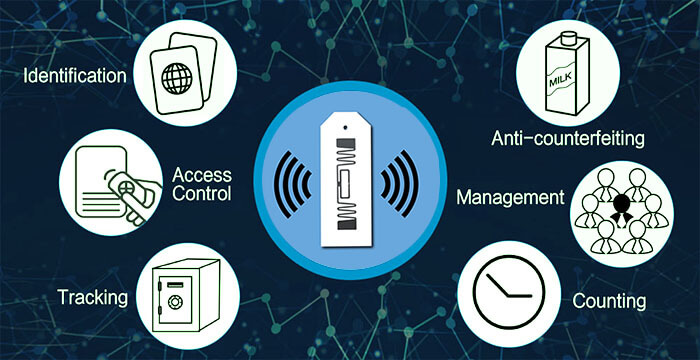 Identification
Access
Control
Tracking
MILK
Anti-counterfeiting
Management
Counting